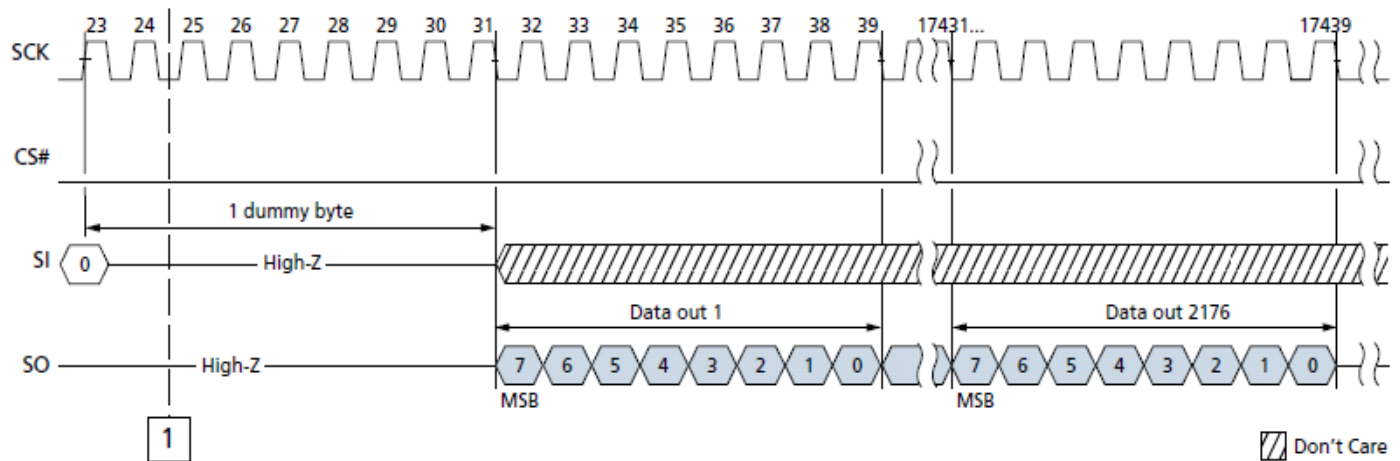 23 24 25 26 27 28 29 30 31 32 33 34 35 36 37 38 39 17431... 17439
SCK
CS#
1 dummy byte
SI 0 High-Z
Data out 1 Data out 2176
SO High-Z 7 6 5 4 3 2 1 0 7 6 5 4 3 2 1 0
MSB MSB
1
Don't Care